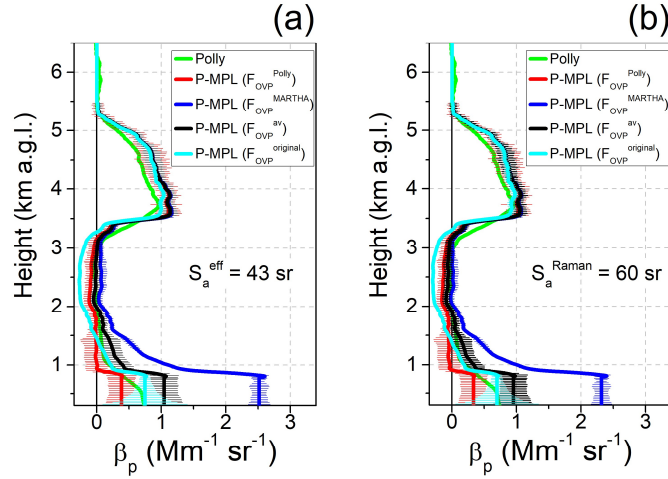 (a)
(b)
6
5
4
3
2
1
Height (km a.g.l.)
Polly
P-MPL (F_OVP^Polly)
P-MPL (F_OVP^MARTHA)
P-MPL (F_OVP^av)
P-MPL (F_OVP^original)
S_a^eff = 43 sr
0 1 2 3
β_p (Mm^-1 sr^-1)
6
5
4
3
2
1
Height (km a.g.l.)
Polly
P-MPL (F_OVP^Polly)
P-MPL (F_OVP^MARTHA)
P-MPL (F_OVP^av)
P-MPL (F_OVP^original)
S_a^Raman = 60 sr
0 1 2 3
β_p (Mm^-1 sr^-1)